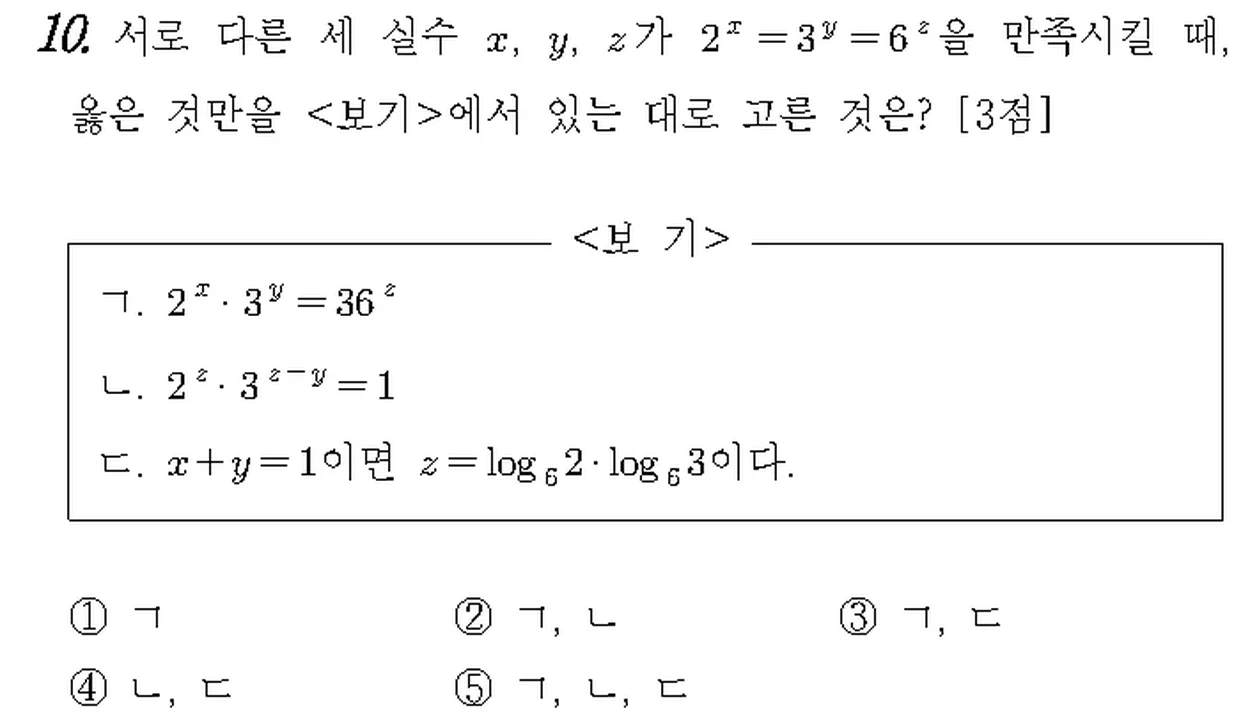 10. 서로 다른 세 실수 x, y, z가 2^x = 3^y = 6^z을 만족시킬 때,
옳은 것만을 <보기>에서 있는 대로 고른 것은? [3점]
<보 기>
ㄱ. 2^x · 3^y = 36^z
ㄴ. 2^z · 3^{z-y} = 1
ㄷ. x+y=1이면 z = log_6 2 · log_6 3이다.
① ㄱ ② ㄱ, ㄴ ③ ㄱ, ㄷ
④ ㄴ, ㄷ ⑤ ㄱ, ㄴ, ㄷ